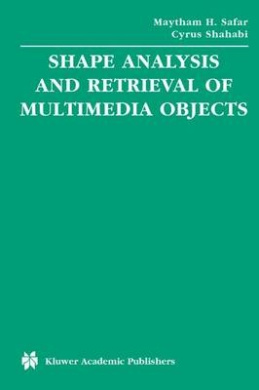 Maytham H. Safar
Cyrus Shahabi
SHAPE ANALYSIS
AND RETRIEVAL OF
MULTIMEDIA OBJECTS
Kluwer Academic Publishers